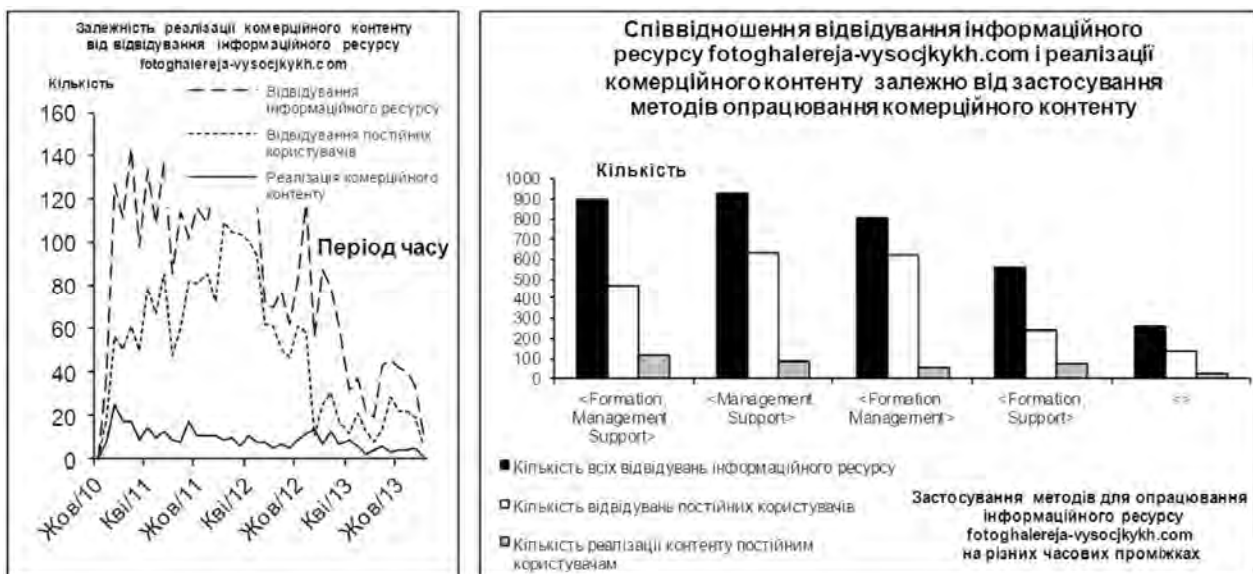 Залежність реалізації комерційного контенту
від відвідування інформаційного ресурсу
fotoghalereja-vysocjkykh.com
Кількість
160
140
120
100
80
60
40
20
0
Відвідування
інформаційного ресурсу
Відвідування постійних
користувачів
Реалізація комерційного
контенту
Період часу
Жов/10
Кві/11
Жов/11
Кві/12
Жов/12
Кві/13
Жов/13
Співвідношення відвідування інформаційного
ресурсу fotoghalereja-vysocjkykh.com і реалізації
комерційного контенту залежно від застосування
методів опрацювання комерційного контенту
Кількість
1000
900
800
700
600
500
400
300
200
100
0
<Formation,
Management,
Support>
<Management,
Support>
<Formation,
Management>
<Formation,
Support>
<>
Кількість всіх відвідувань інформаційного ресурсу
Кількість відвідувань постійних користувачів
Кількість реалізації контенту постійним
користувачам
Застосування методів для опрацювання
інформаційного ресурсу
fotoghalereja-vysocjkykh.com
на різних часових проміжках